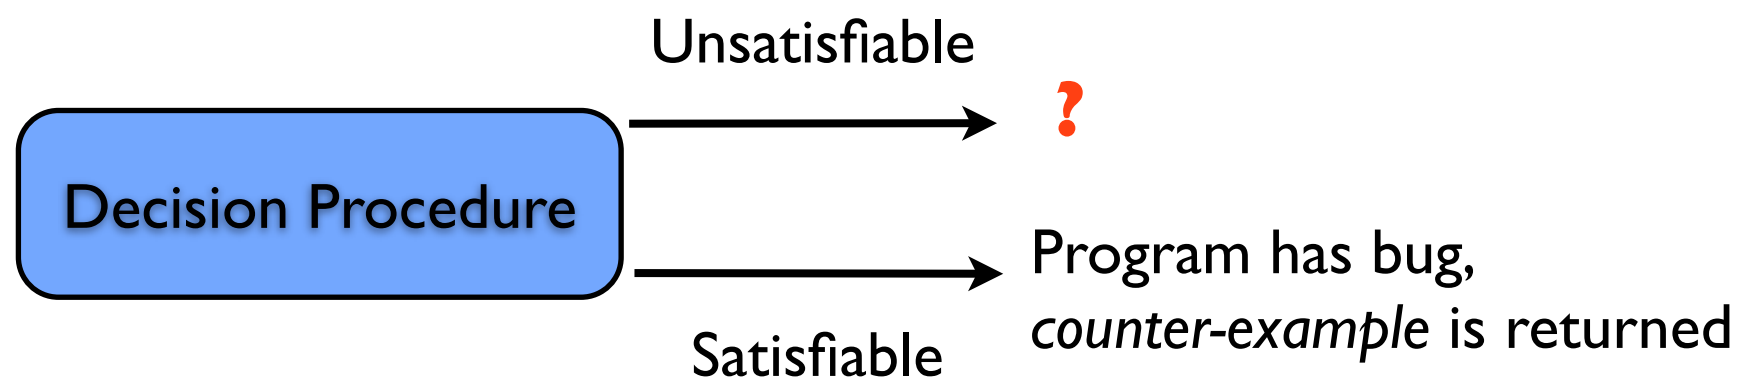 Unsatisfiable
?
Decision Procedure
Program has bug,
counter-example is returned
Satisfiable